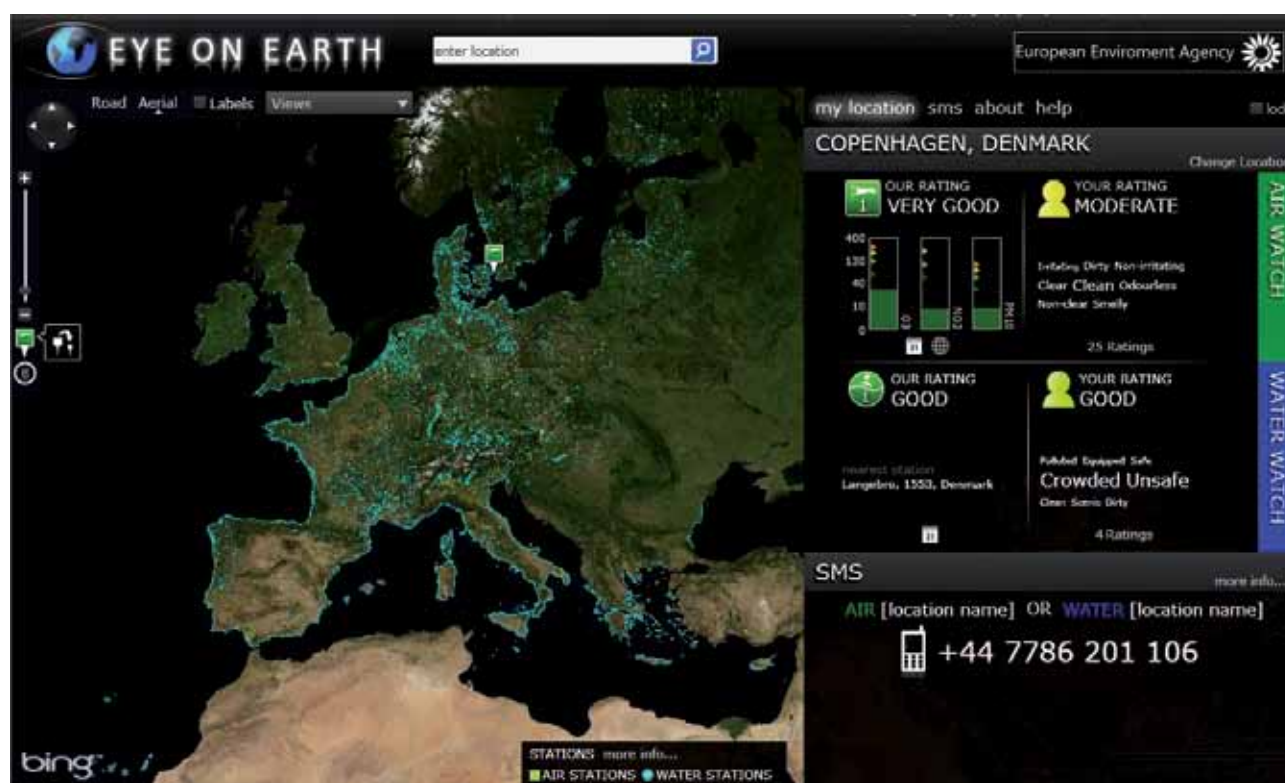 EYE ON EARTH
enter location
European Enviroment Agency
Road Aerial Labels Views
my location sms about help
COPENHAGEN, DENMARK
Change Locatio
OUR RATING
VERY GOOD
400
130
40
10
0
O3
NO2
PM10
YOUR RATING
MODERATE
Irritating Dirty Non-irritating
Clear Clean Odourless
Non-clear Smelly
25 Ratings
AIR WATCH
OUR RATING
GOOD
nearest station
Langebro, 1553, Denmark
YOUR RATING
GOOD
Polluted Equipped Safe
Crowded Unsafe
Clean Scenic Dirty
4 Ratings
WATER WATCH
SMS
more info...
AIR [location name] OR WATER [location name]
+44 7786 201 106
STATIONS more info...
AIR STATIONS WATER STATIONS
bing